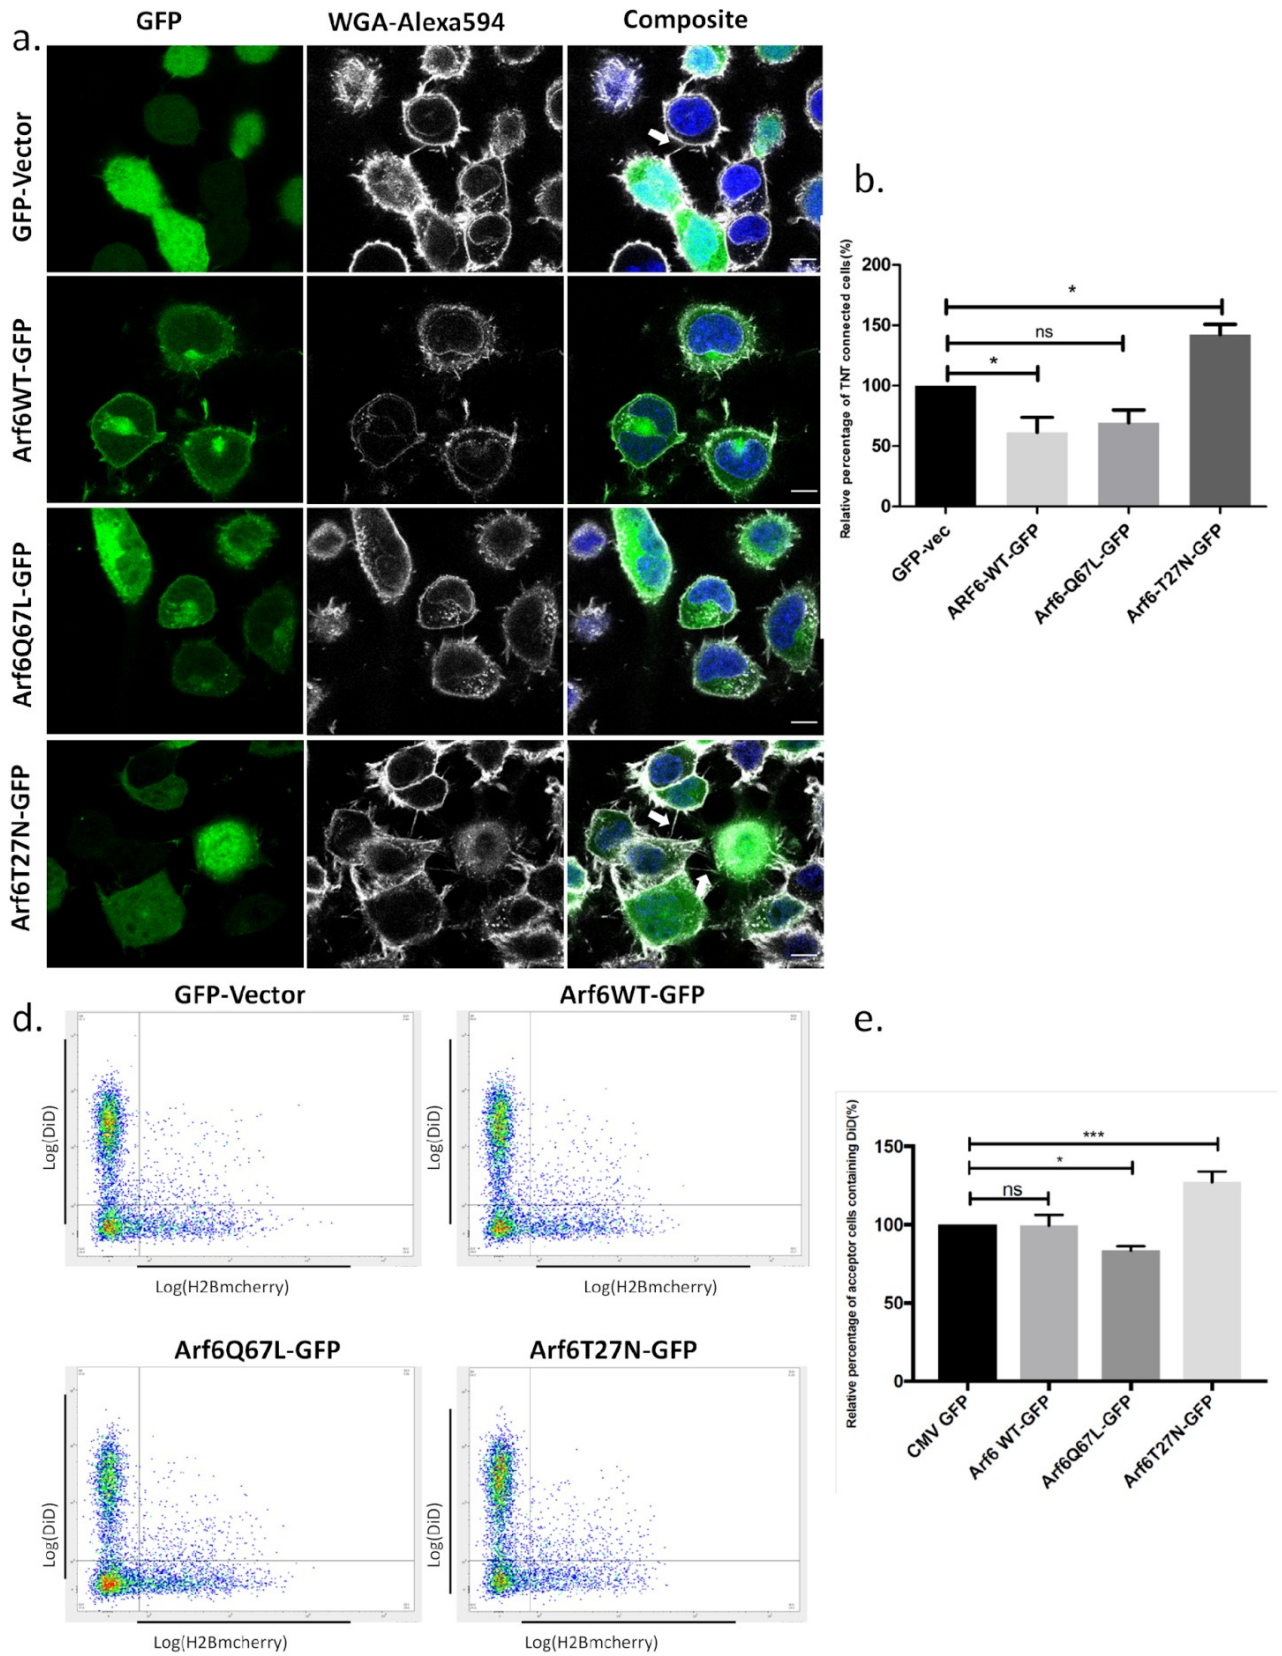 a.
GFP
WGA-Alexa594
Composite
GFP-Vector
Arf6WT-GFP
Arf6Q67L-GFP
Arf6T27N-GFP
b.
Relative percentage of TNT connected cells(%)
200
150
100
50
0
*
ns
*
GFP-vec
ARF6-WT-GFP
Arf6-Q67L-GFP
Arf6-T27N-GFP
d.
GFP-Vector
Log(DiD)
Log(H2Bmcherry)
Arf6WT-GFP
Log(DiD)
Log(H2Bmcherry)
Arf6Q67L-GFP
Log(DiD)
Log(H2Bmcherry)
Arf6T27N-GFP
Log(DiD)
Log(H2Bmcherry)
e.
Relative percentage of acceptor cells containing DiD(%)
150
100
50
0
***
*
ns
CMV GFP
Arf6 WT-GFP
Arf6Q67L-GFP
Arf6T27N-GFP